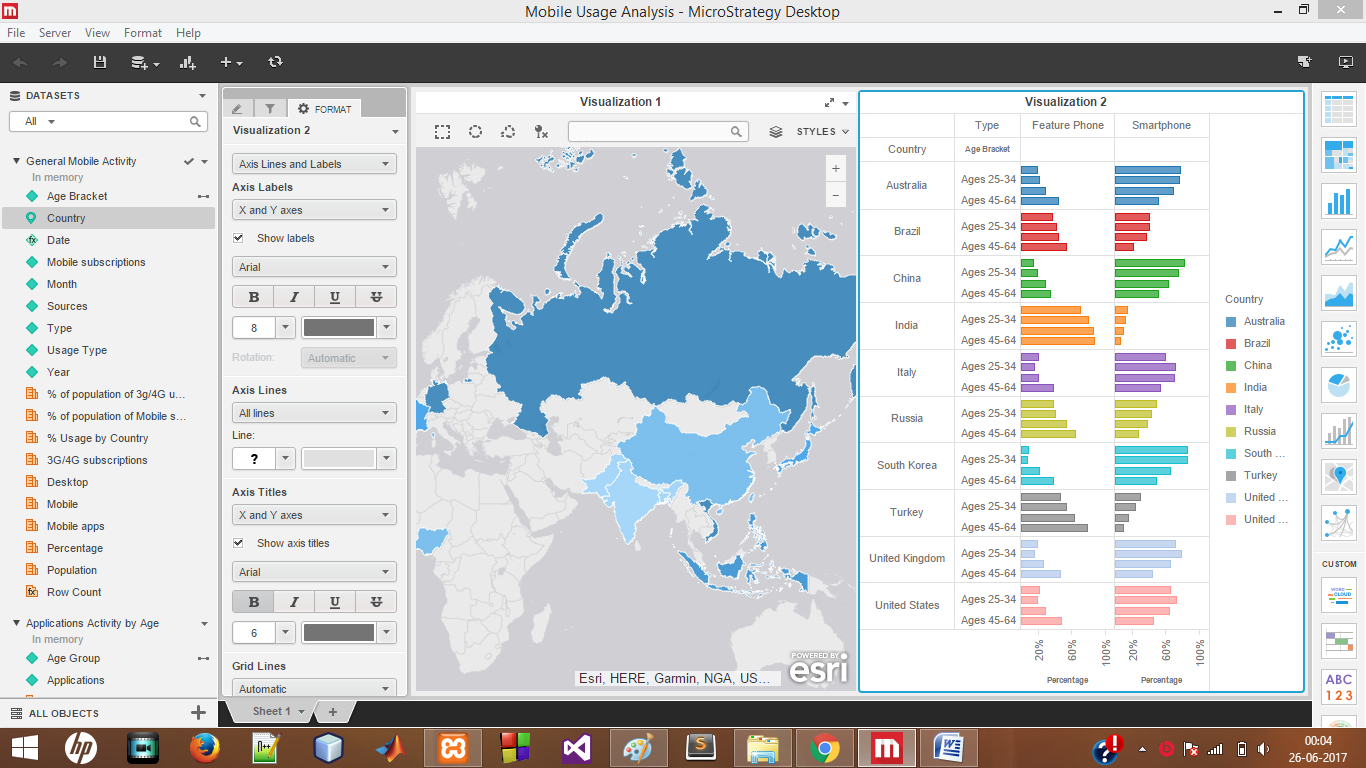 Mobile Usage Analysis - MicroStrategy Desktop
File Server View Format Help
DATASETS
All
General Mobile Activity
In memory
Age Bracket
Country
Date
Mobile subscriptions
Month
Sources
Type
Usage Type
Year
% of population of 3g/4G u...
% of population of Mobile s...
% Usage by Country
3G/4G subscriptions
Desktop
Mobile
Mobile apps
Percentage
Population
Row Count
Applications Activity by Age
In memory
Age Group
Applications
ALL OBJECTS
FORMAT
Visualization 2
Axis Lines and Labels
Axis Labels
X and Y axes
Show labels
Arial
B I U S
8
Rotation: Automatic
Axis Lines
All lines
Line:
?
Axis Titles
X and Y axes
Show axis titles
Arial
B I U S
6
Grid Lines
Automatic
Visualization 1
STYLES
+
−
POWERED BY
esri
Esri, HERE, Garmin, NGA, US...
Visualization 2
Type Feature Phone Smartphone
Country Age Bracket
Australia Ages 25-34
Ages 45-64
Brazil Ages 25-34
Ages 45-64
China Ages 25-34
Ages 45-64
India Ages 25-34
Ages 45-64
Italy Ages 25-34
Ages 45-64
Russia Ages 25-34
Ages 45-64
South Korea Ages 25-34
Ages 45-64
Turkey Ages 25-34
Ages 45-64
United Kingdom Ages 25-34
Ages 45-64
United States Ages 25-34
Ages 45-64
20% 60% 100% 20% 60% 100%
Percentage Percentage
Country
Australia
Brazil
China
India
Italy
Russia
South ...
Turkey
United ...
United ...
CUSTOM
WORD
CLOUD
ABC
123
Sheet 1 +
00:04
26-06-2017